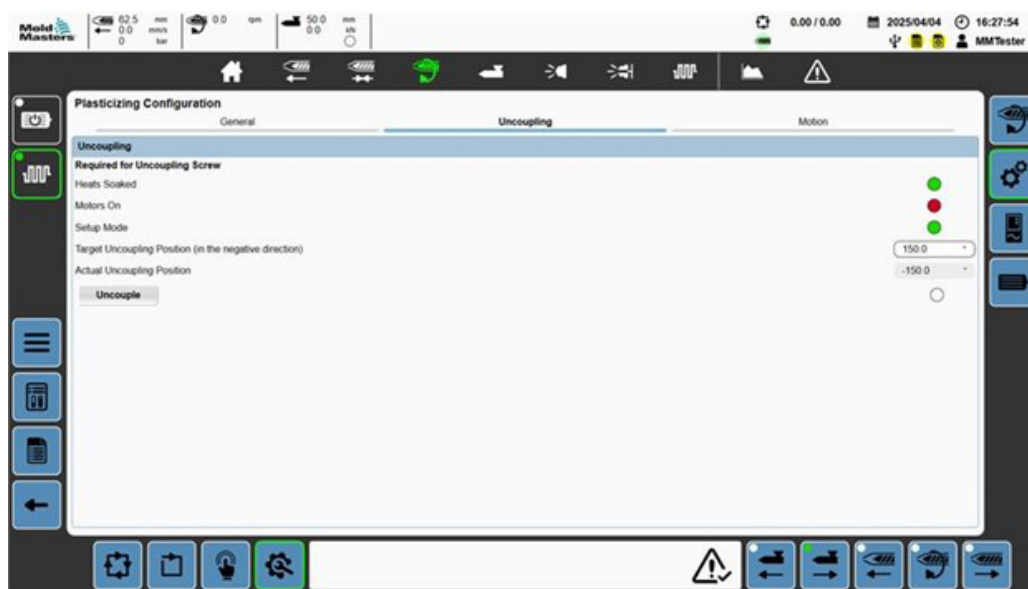 Mold Masters
62.5 mm
0.0 mm/s
0 bar
0.0 rpm
50.0 mm
0.0 kN
0.00 / 0.00
2025/04/04
16:27:54
MMTester
Plasticizing Configuration
General
Uncoupling
Motion
Uncoupling
Required for Uncoupling Screw
Heats Soaked
Motors On
Setup Mode
Target Uncoupling Position (in the negative direction)
150.0 °
Actual Uncoupling Position
-150.0 °
Uncouple